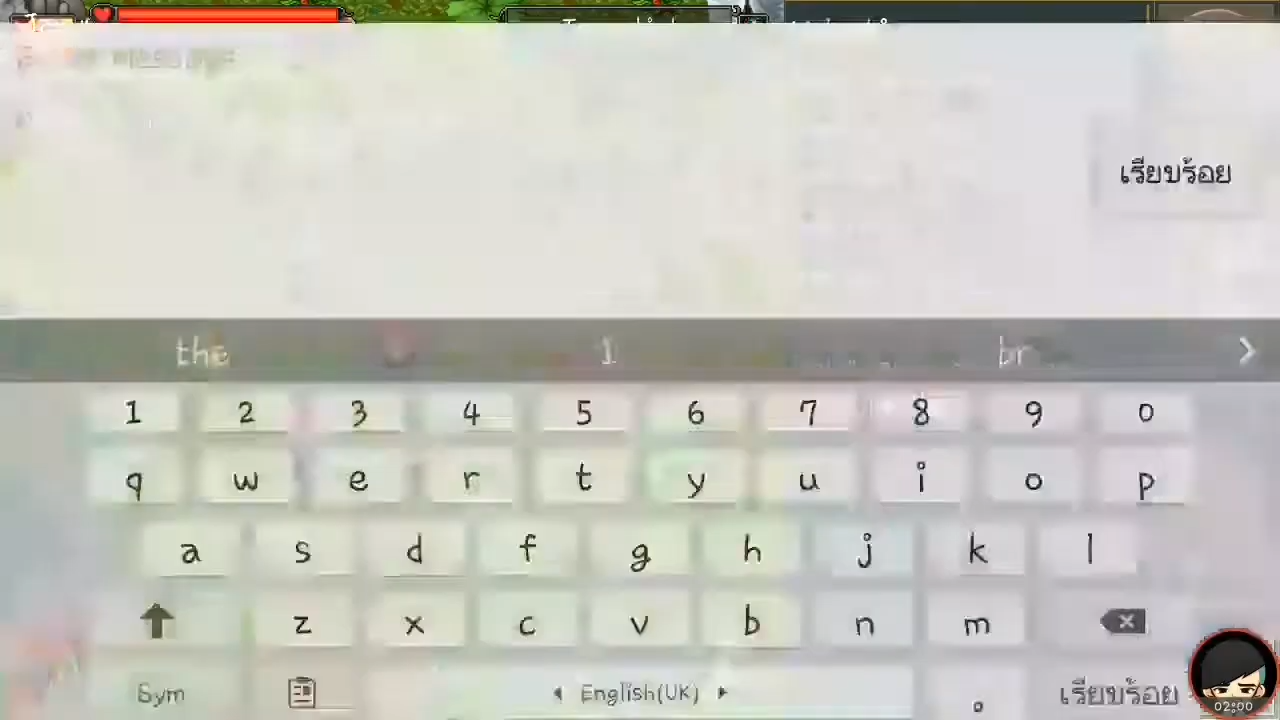 เรียบร้อย
the 1 br
1 2 3 4 5 6 7 8 9 0
q w e r t y u i o p
a s d f g h j k l
z x c v b n m
Sym English(UK) . เรียบร้อย
02:00